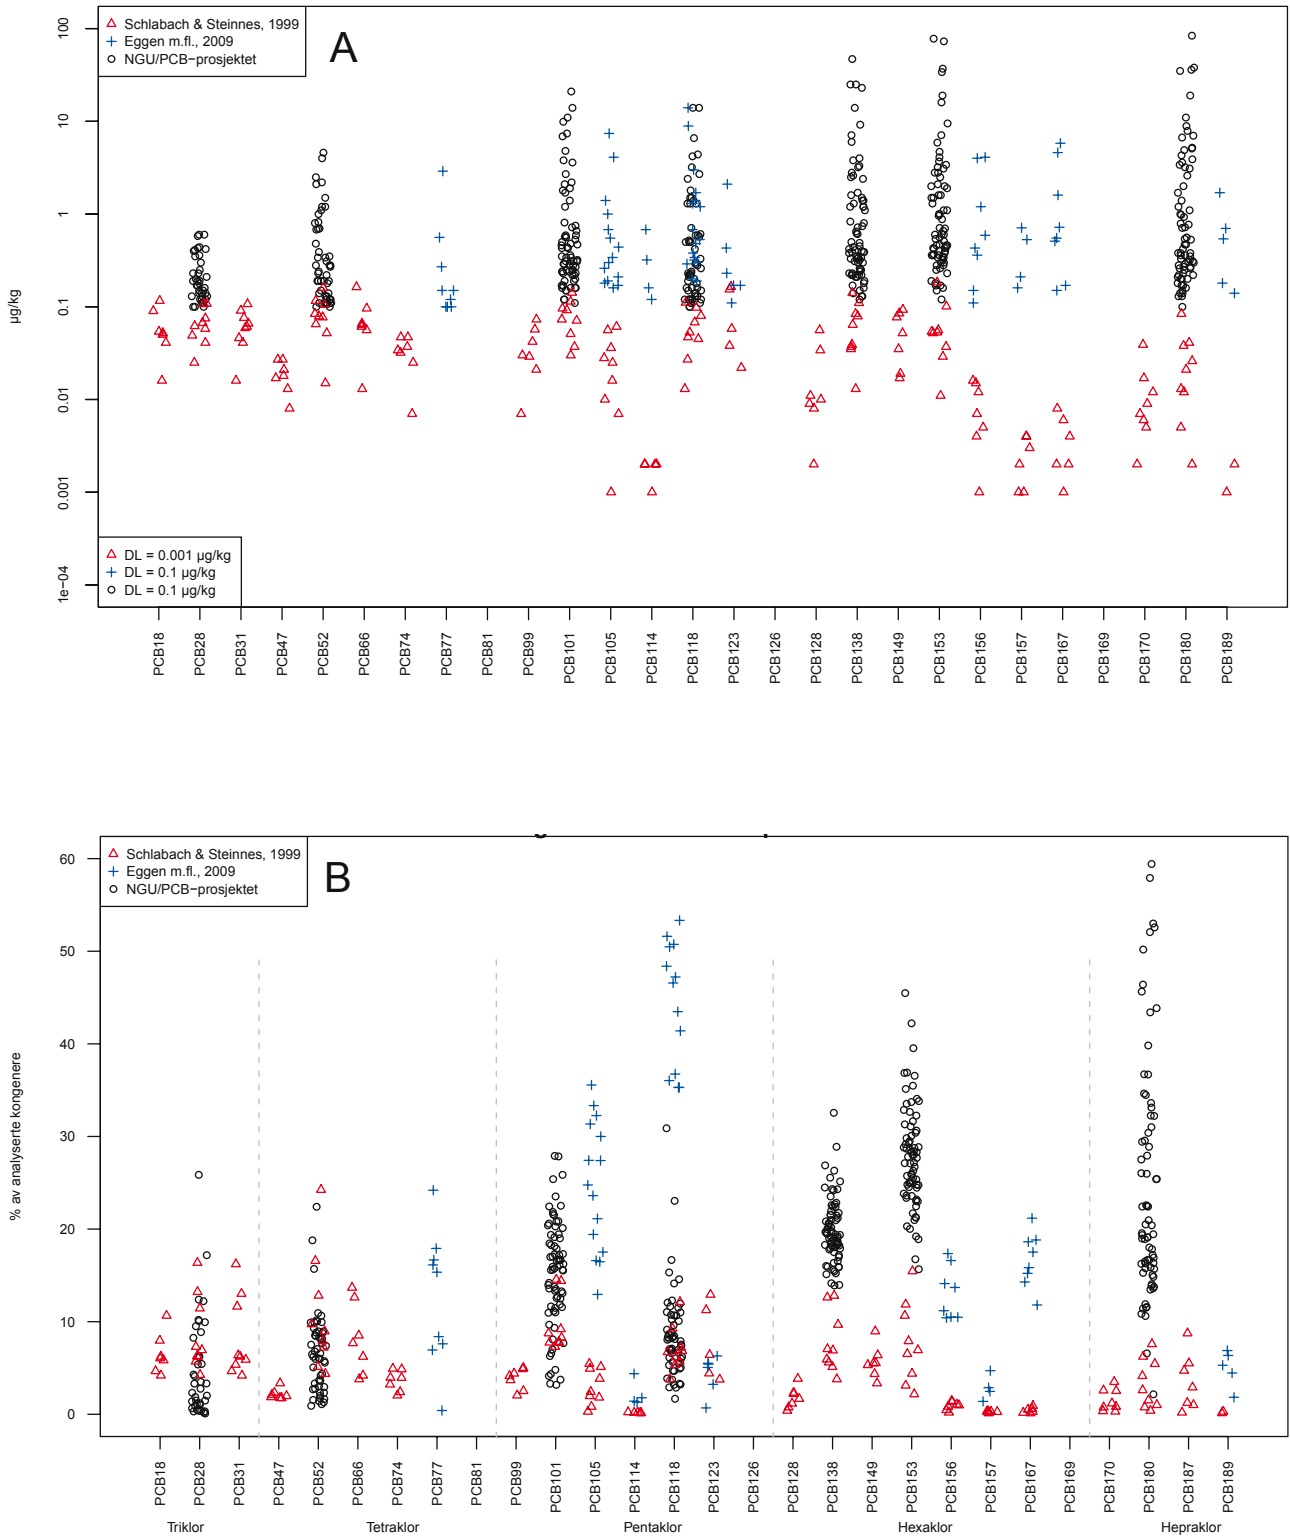 Schlabach & Steinnes, 1999
Eggen m.fl., 2009
NGU/PCB−prosjektet
A
100
10
1
0.1
0.01
0.001
1e−04
µg/kg
DL = 0.001 µg/kg
DL = 0.1 µg/kg
DL = 0.1 µg/kg
PCB18 PCB28 PCB31 PCB47 PCB52 PCB66 PCB74 PCB77 PCB81 PCB99 PCB101 PCB105 PCB114 PCB118 PCB123 PCB126 PCB128 PCB138 PCB149 PCB153 PCB156 PCB157 PCB167 PCB169 PCB170 PCB180 PCB189
Schlabach & Steinnes, 1999
Eggen m.fl., 2009
NGU/PCB−prosjektet
B
60
50
40
30
20
10
0
% av analyserte kongenere
PCB18 PCB28 PCB31 PCB47 PCB52 PCB66 PCB74 PCB77 PCB81 PCB99 PCB101 PCB105 PCB114 PCB118 PCB123 PCB126 PCB128 PCB138 PCB149 PCB153 PCB156 PCB157 PCB167 PCB169 PCB170 PCB180 PCB187 PCB189
Triklor Tetraklor Pentaklor Hexaklor Hepraklor